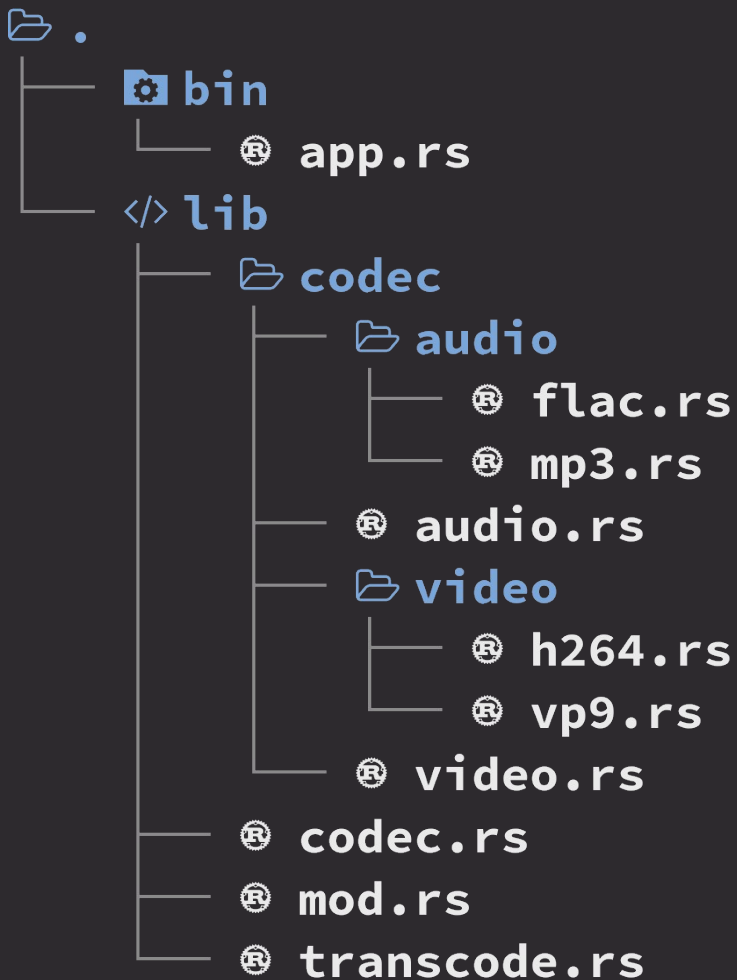 .
bin
app.rs
lib
codec
audio
flac.rs
mp3.rs
audio.rs
video
h264.rs
vp9.rs
video.rs
codec.rs
mod.rs
transcode.rs